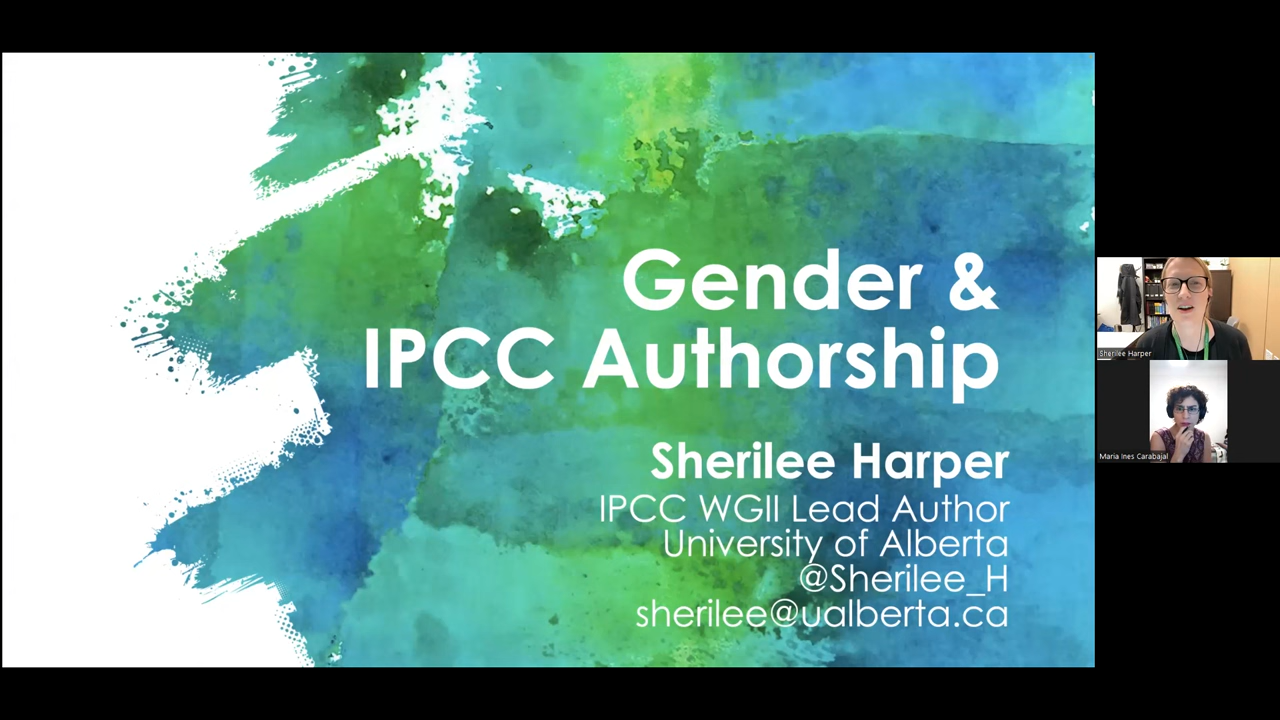 Gender &
IPCC Authorship
Sherilee Harper
IPCC WGII Lead Author
University of Alberta
@Sherilee_H
sherilee@ualberta.ca
Sherilee Harper
Maria Ines Carabajal